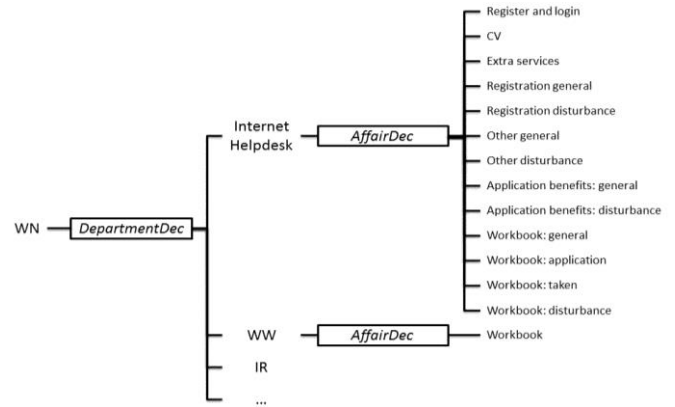 Register and login
CV
Extra services
Registration general
Registration disturbance
Internet
Helpdesk
AffairDec
Other general
Other disturbance
Application benefits: general
Application benefits: disturbance
WN
DepartmentDec
Workbook: general
Workbook: application
Workbook: taken
Workbook: disturbance
WW
AffairDec
Workbook
IR
...